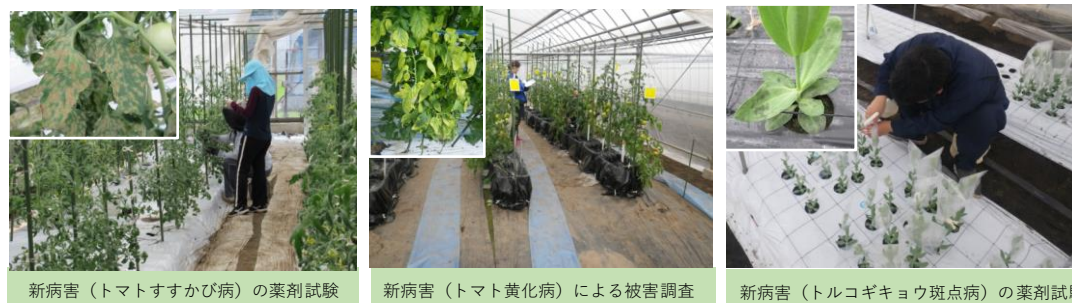 新病害（トマトすすかび病）の薬剤試験
新病害（トマト黄化病）による被害調査
新病害（トルコギキョウ斑点病）の薬剤試